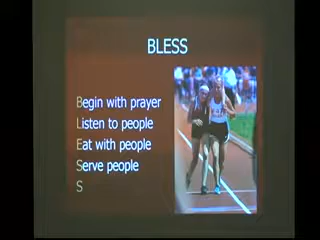 BLESS
Begin with prayer
Listen to people
Eat with people
Serve people
S